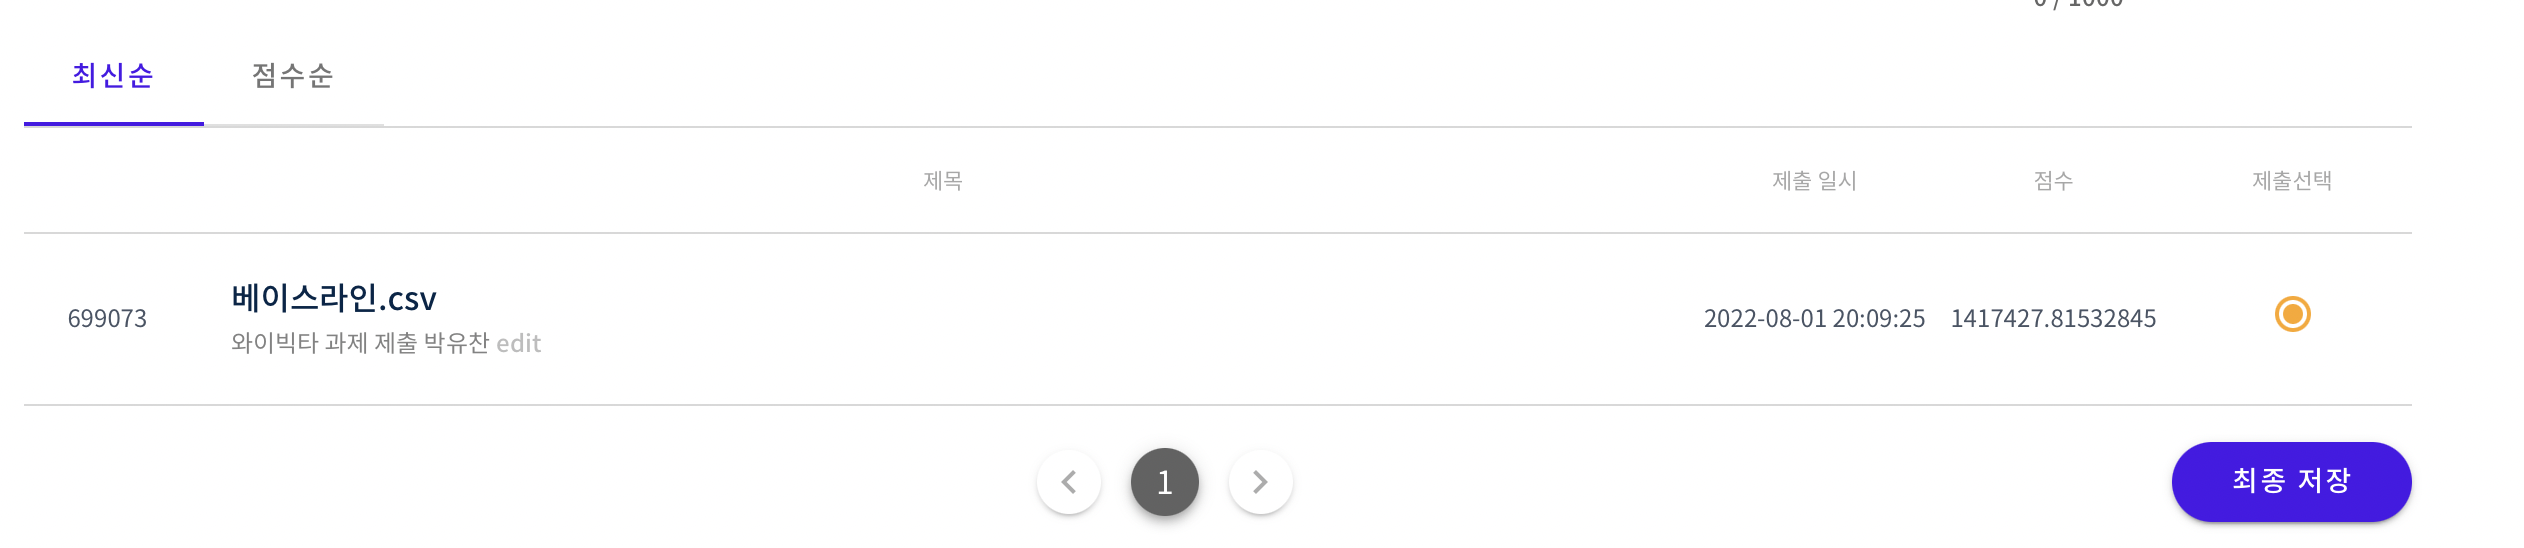 0 / 1000
최신순 점수순
제목 제출 일시 점수 제출선택
699073 베이스라인.csv 2022-08-01 20:09:25 1417427.81532845
와이빅타 과제 제출 박유찬 edit
1
최종 저장